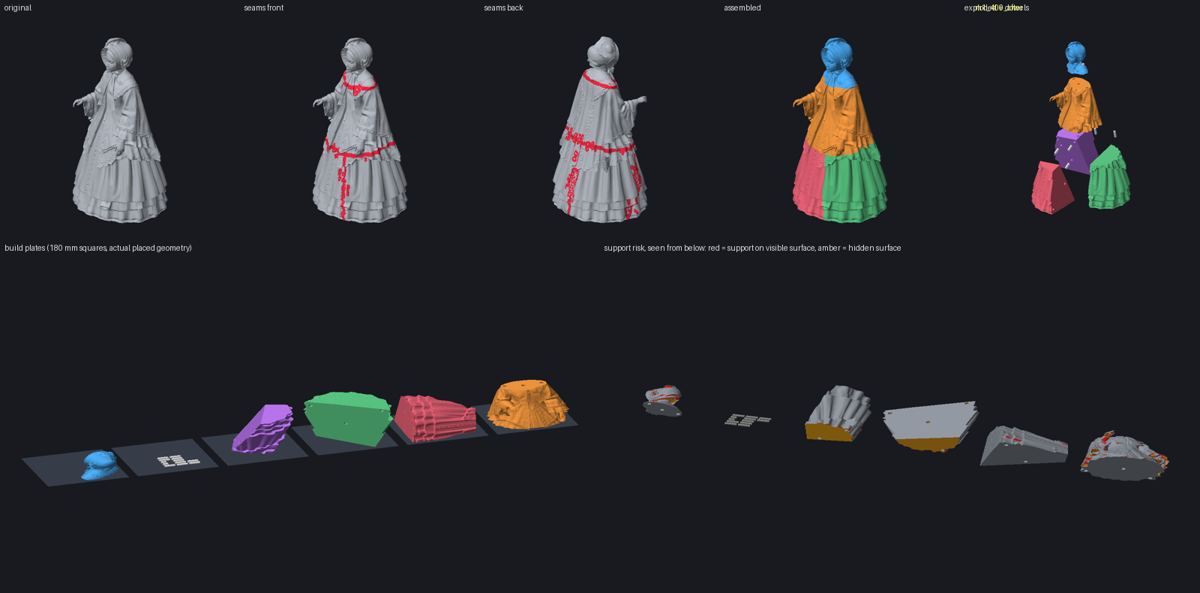 original
seams front
seams back
assembled
build plates (180 mm squares, actual placed geometry)
support risk, seen from below: red = support on visible surface, amber = hidden surface